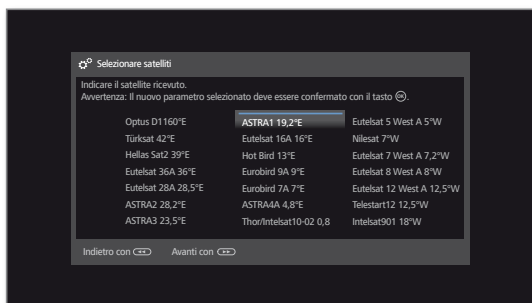 Selezionare satelliti
Indicare il satellite ricevuto.
Avvertenza: Il nuovo parametro selezionato deve essere confermato con il tasto OK.
Optus D1160°E
ASTRA1 19,2°E
Eutelsat 5 West A 5°W
Türksat 42°E
Eutelsat 16A 16°E
Nilesat 7°W
Hellas Sat2 39°E
Hot Bird 13°E
Eutelsat 7 West A 7,2°W
Eutelsat 36A 36°E
Eurobird 9A 9°E
Eutelsat 8 West A 8°W
Eutelsat 28A 28,5°E
Eurobird 7A 7°E
Eutelsat 12 West A 12,5°W
ASTRA2 28,2°E
ASTRA4A 4,8°E
Telestart12 12,5°W
ASTRA3 23,5°E
Thor/Intelsat10-02 0,8
Intelsat901 18°W
Indietro con
Avanti con